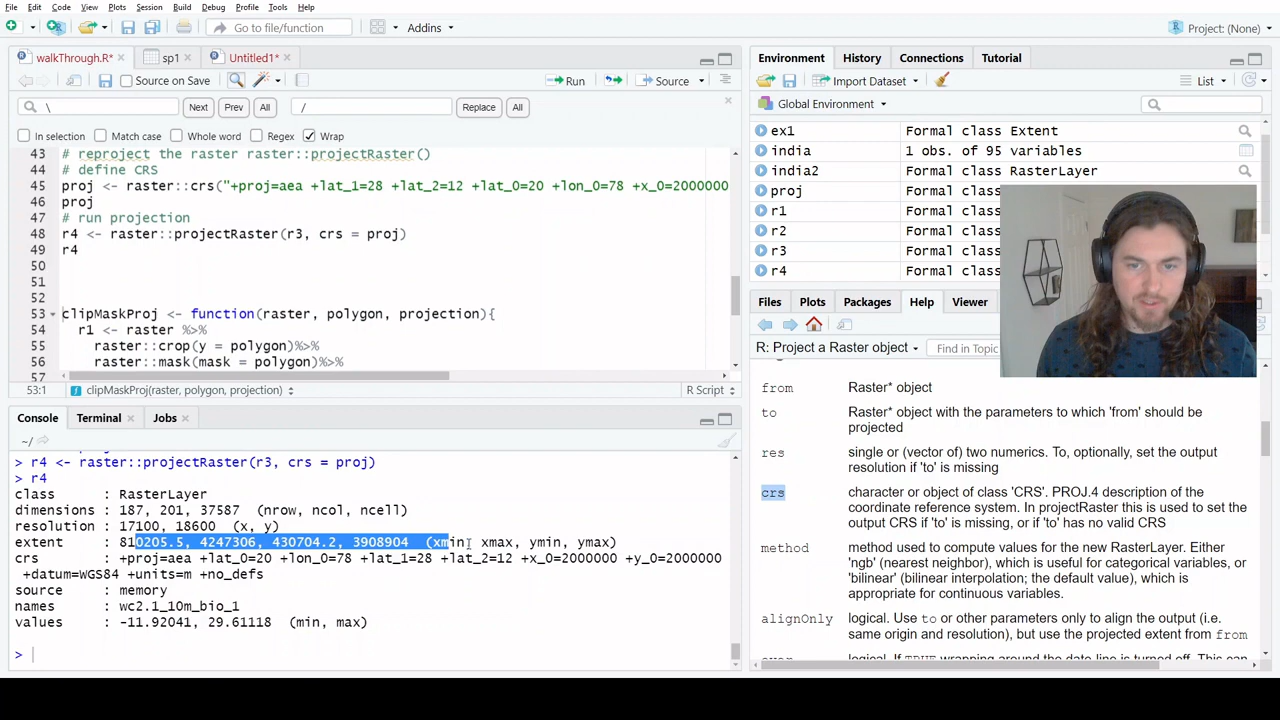 File Edit Code View Plots Session Build Debug Profile Tools Help
Go to file/function Addins Project: (None)
walkThrough.R* sp1 Untitled1*
Source on Save Run Source
\ Next Prev All / Replace All
In selection Match case Whole word Regex Wrap
43 # reproject the raster raster::projectRaster()
44 # define CRS
45 proj <- raster::crs("+proj=aea +lat_1=28 +lat_2=12 +lat_0=20 +lon_0=78 +x_0=2000000
46 proj
47 # run projection
48 r4 <- raster::projectRaster(r3, crs = proj)
49 r4
50
51
52
53 clipMaskProj <- function(raster, polygon, projection){
54 r1 <- raster %>%
55 raster::crop(y = polygon)%>%
56 raster::mask(mask = polygon)%>%
57
53:1 clipMaskProj(raster, polygon, projection) R Script
Console Terminal Jobs
~/
> r4 <- raster::projectRaster(r3, crs = proj)
> r4
class : RasterLayer
dimensions : 187, 201, 37587 (nrow, ncol, ncell)
resolution : 17100, 18600 (x, y)
extent : 810205.5, 4247306, 430704.2, 3908904 (xmin, xmax, ymin, ymax)
crs : +proj=aea +lat_0=20 +lon_0=78 +lat_1=28 +lat_2=12 +x_0=2000000 +y_0=2000000
+datum=WGS84 +units=m +no_defs
source : memory
names : wc2.1_10m_bio_1
values : -11.92041, 29.61118 (min, max)
>
Environment History Connections Tutorial
Import Dataset List
Global Environment
ex1 Formal class Extent
india 1 obs. of 95 variables
india2 Formal class RasterLayer
proj Formal class
r1 Formal class
r2 Formal class
r3 Formal class
r4 Formal class
Files Plots Packages Help Viewer
R: Project a Raster object Find in Topic
from Raster* object
to Raster* object with the parameters to which 'from' should be
projected
res single or (vector of) two numerics. To, optionally, set the output
resolution if 'to' is missing
crs character or object of class 'CRS'. PROJ.4 description of the
coordinate reference system. In projectRaster this is used to set the
output CRS if 'to' is missing, or if 'to' has no valid CRS
method method used to compute values for the new RasterLayer. Either
'ngb' (nearest neighbor), which is useful for categorical variables, or
'bilinear' (bilinear interpolation; the default value), which is
appropriate for continuous variables.
alignOnly logical. Use to or other parameters only to align the output (i.e.
same origin and resolution), but use the projected extent from from
over logical. If TRUE wrapping around the date-line is turned off. This can